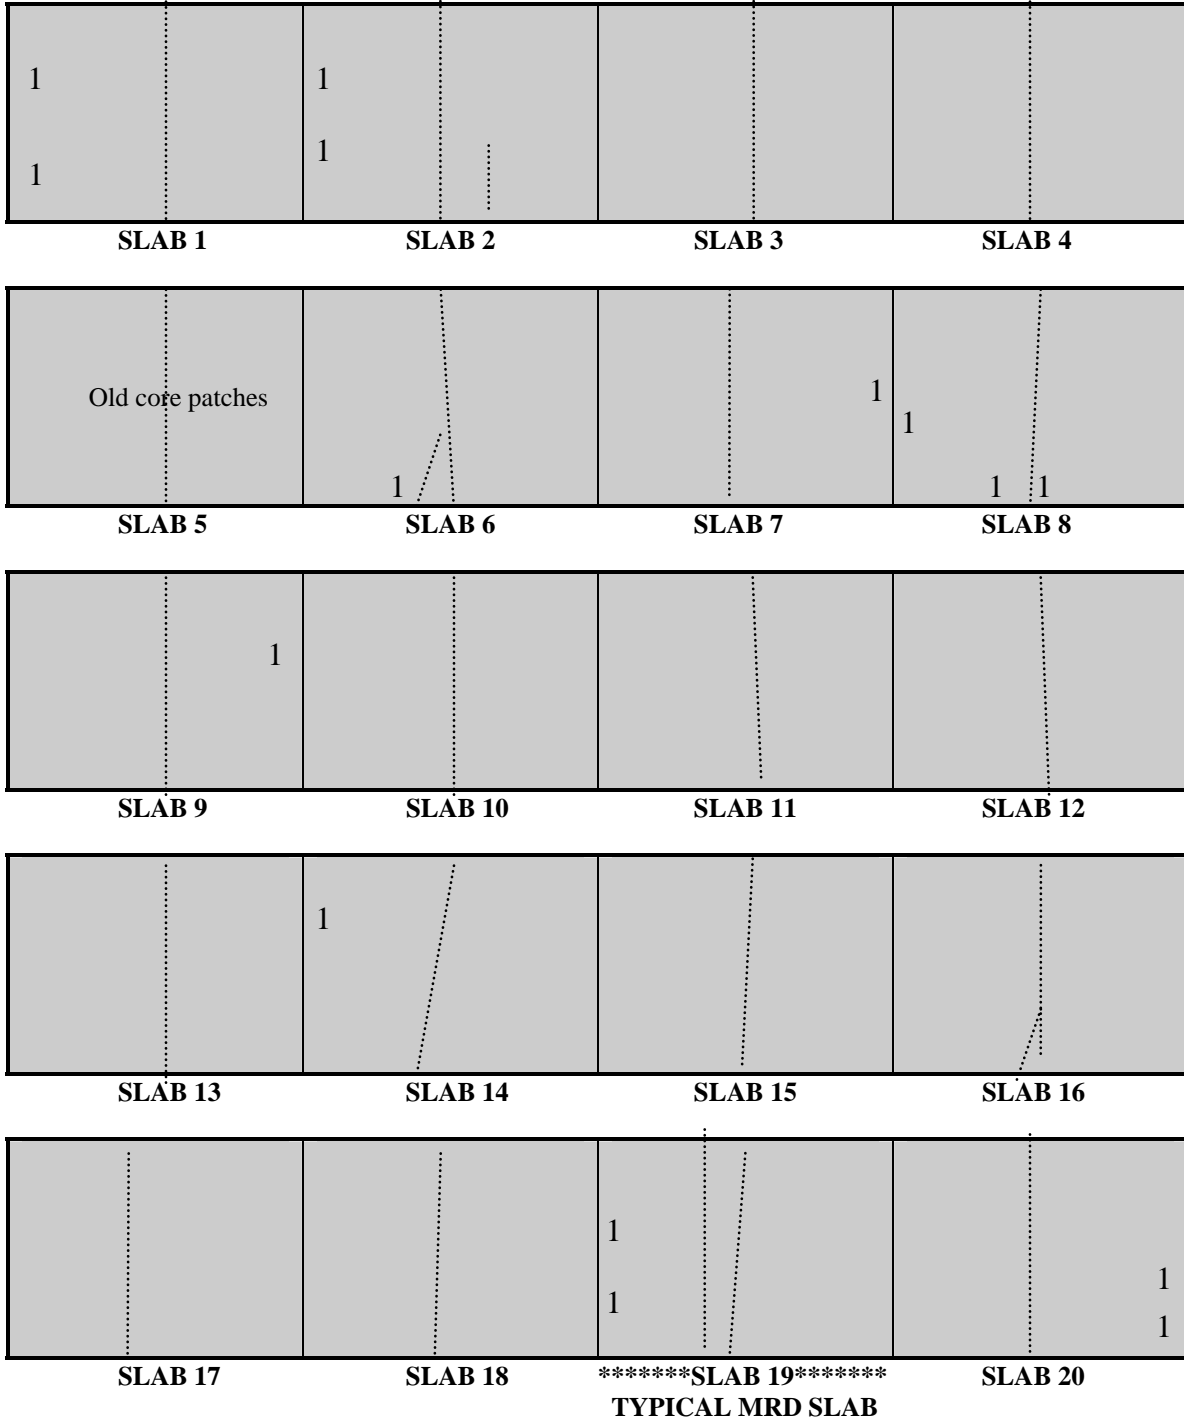 1 1
1 1
SLAB 1 SLAB 2 SLAB 3 SLAB 4
Old core patches 1
1
1 1 1
SLAB 5 SLAB 6 SLAB 7 SLAB 8
1
SLAB 9 SLAB 10 SLAB 11 SLAB 12
1
SLAB 13 SLAB 14 SLAB 15 SLAB 16
1
1
1
1
SLAB 17 SLAB 18 *******SLAB 19******* SLAB 20
TYPICAL MRD SLAB